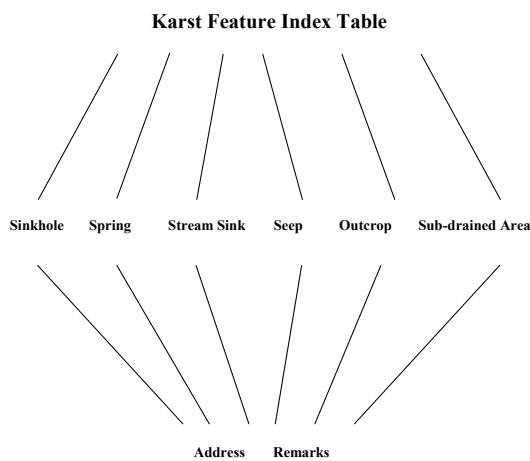 Karst Feature Index Table
Sinkhole Spring Stream Sink Seep Outcrop Sub-drained Area
Address Remarks